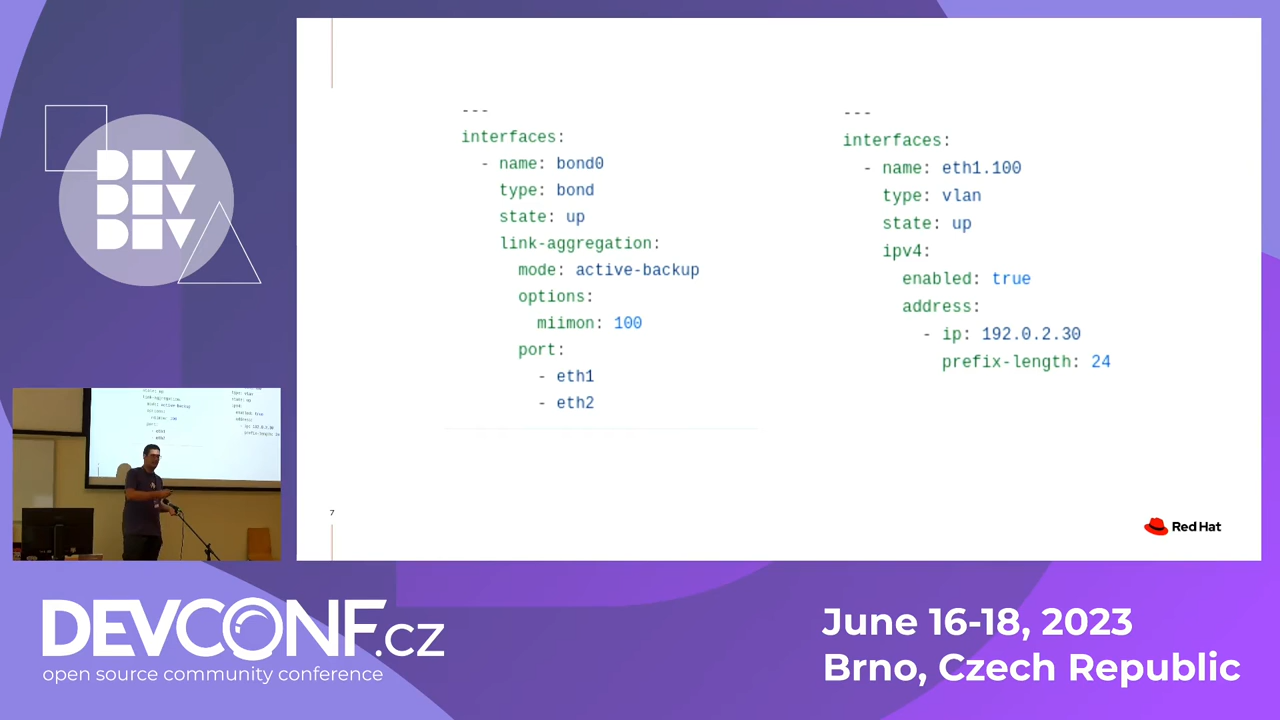 DEV
DEV
DEV
---
interfaces:
- name: bond0
type: bond
state: up
link-aggregation:
mode: active-backup
options:
miimon: 100
port:
- eth1
- eth2
---
interfaces:
- name: eth1.100
type: vlan
state: up
ipv4:
enabled: true
address:
- ip: 192.0.2.30
prefix-length: 24
7
Red Hat
DEVCONF.cz
open source community conference
June 16-18, 2023
Brno, Czech Republic